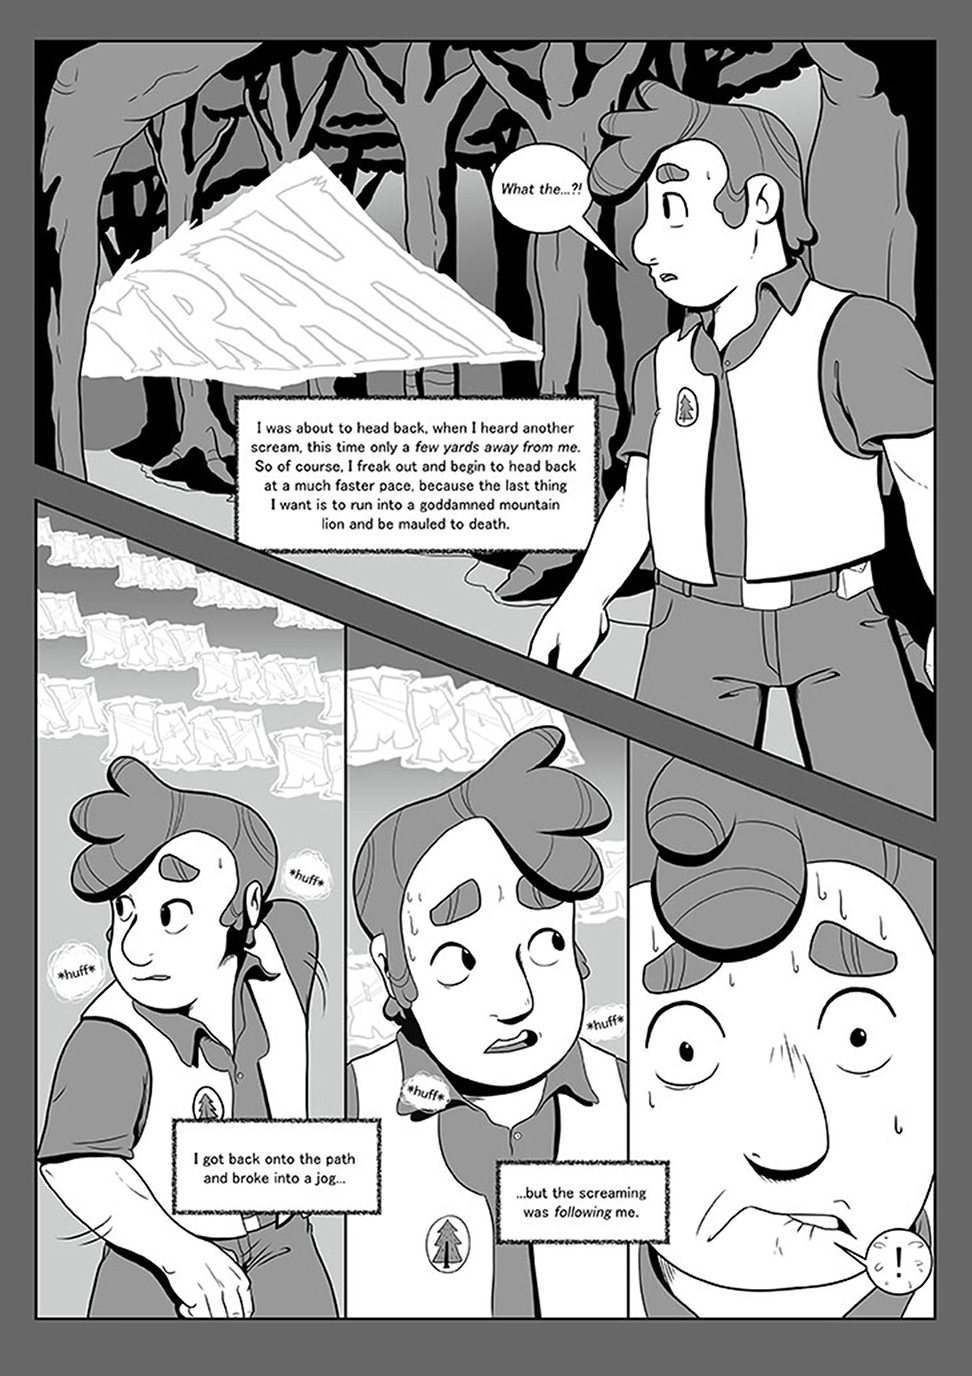 What the...?!
MRAH
I was about to head back, when I heard another
scream, this time only a few yards away from me.
So of course, I freak out and begin to head back
at a much faster pace, because the last thing
I want is to run into a goddamned mountain
lion and be mauled to death.
MRAH
MRAH
MRAH
MRAH
MRAH
MRAH
MRAH
*huff*
*huff*
I got back onto the path
and broke into a jog...
MRAH
*huff*
*huff*
...but the screaming
was following me.
!